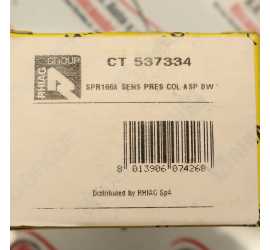 RHIAG
GROUP
CT 537334
SPR166A SENS PRES COL ASP BW
8 013906 074268
Distributed by RHIAG SpA